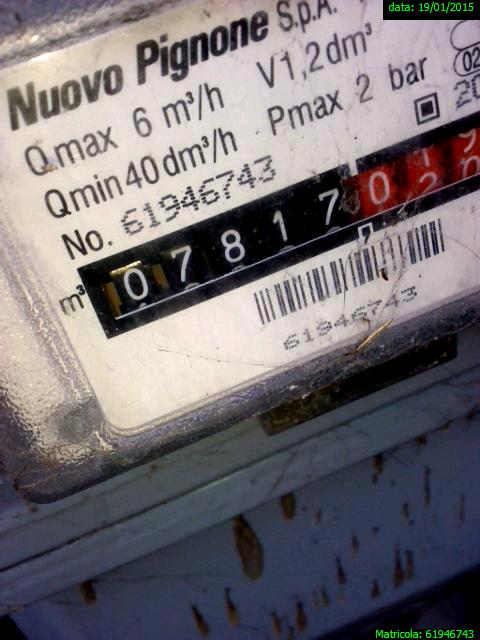 data: 19/01/2015
Nuovo Pignone S.p.A.
Qmax 6 m³/h V1,2dm³
Qmin 40dm³/h Pmax 2 bar
No. 61946743
m³ 07817 0
61946743
Matricola: 61946743